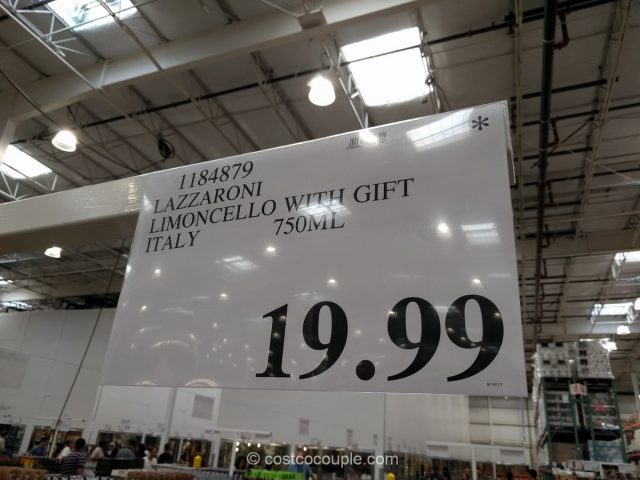 *
1184879
LAZZARONI
LIMONCELLO WITH GIFT
ITALY 750ML
19.99
© costcocouple.com